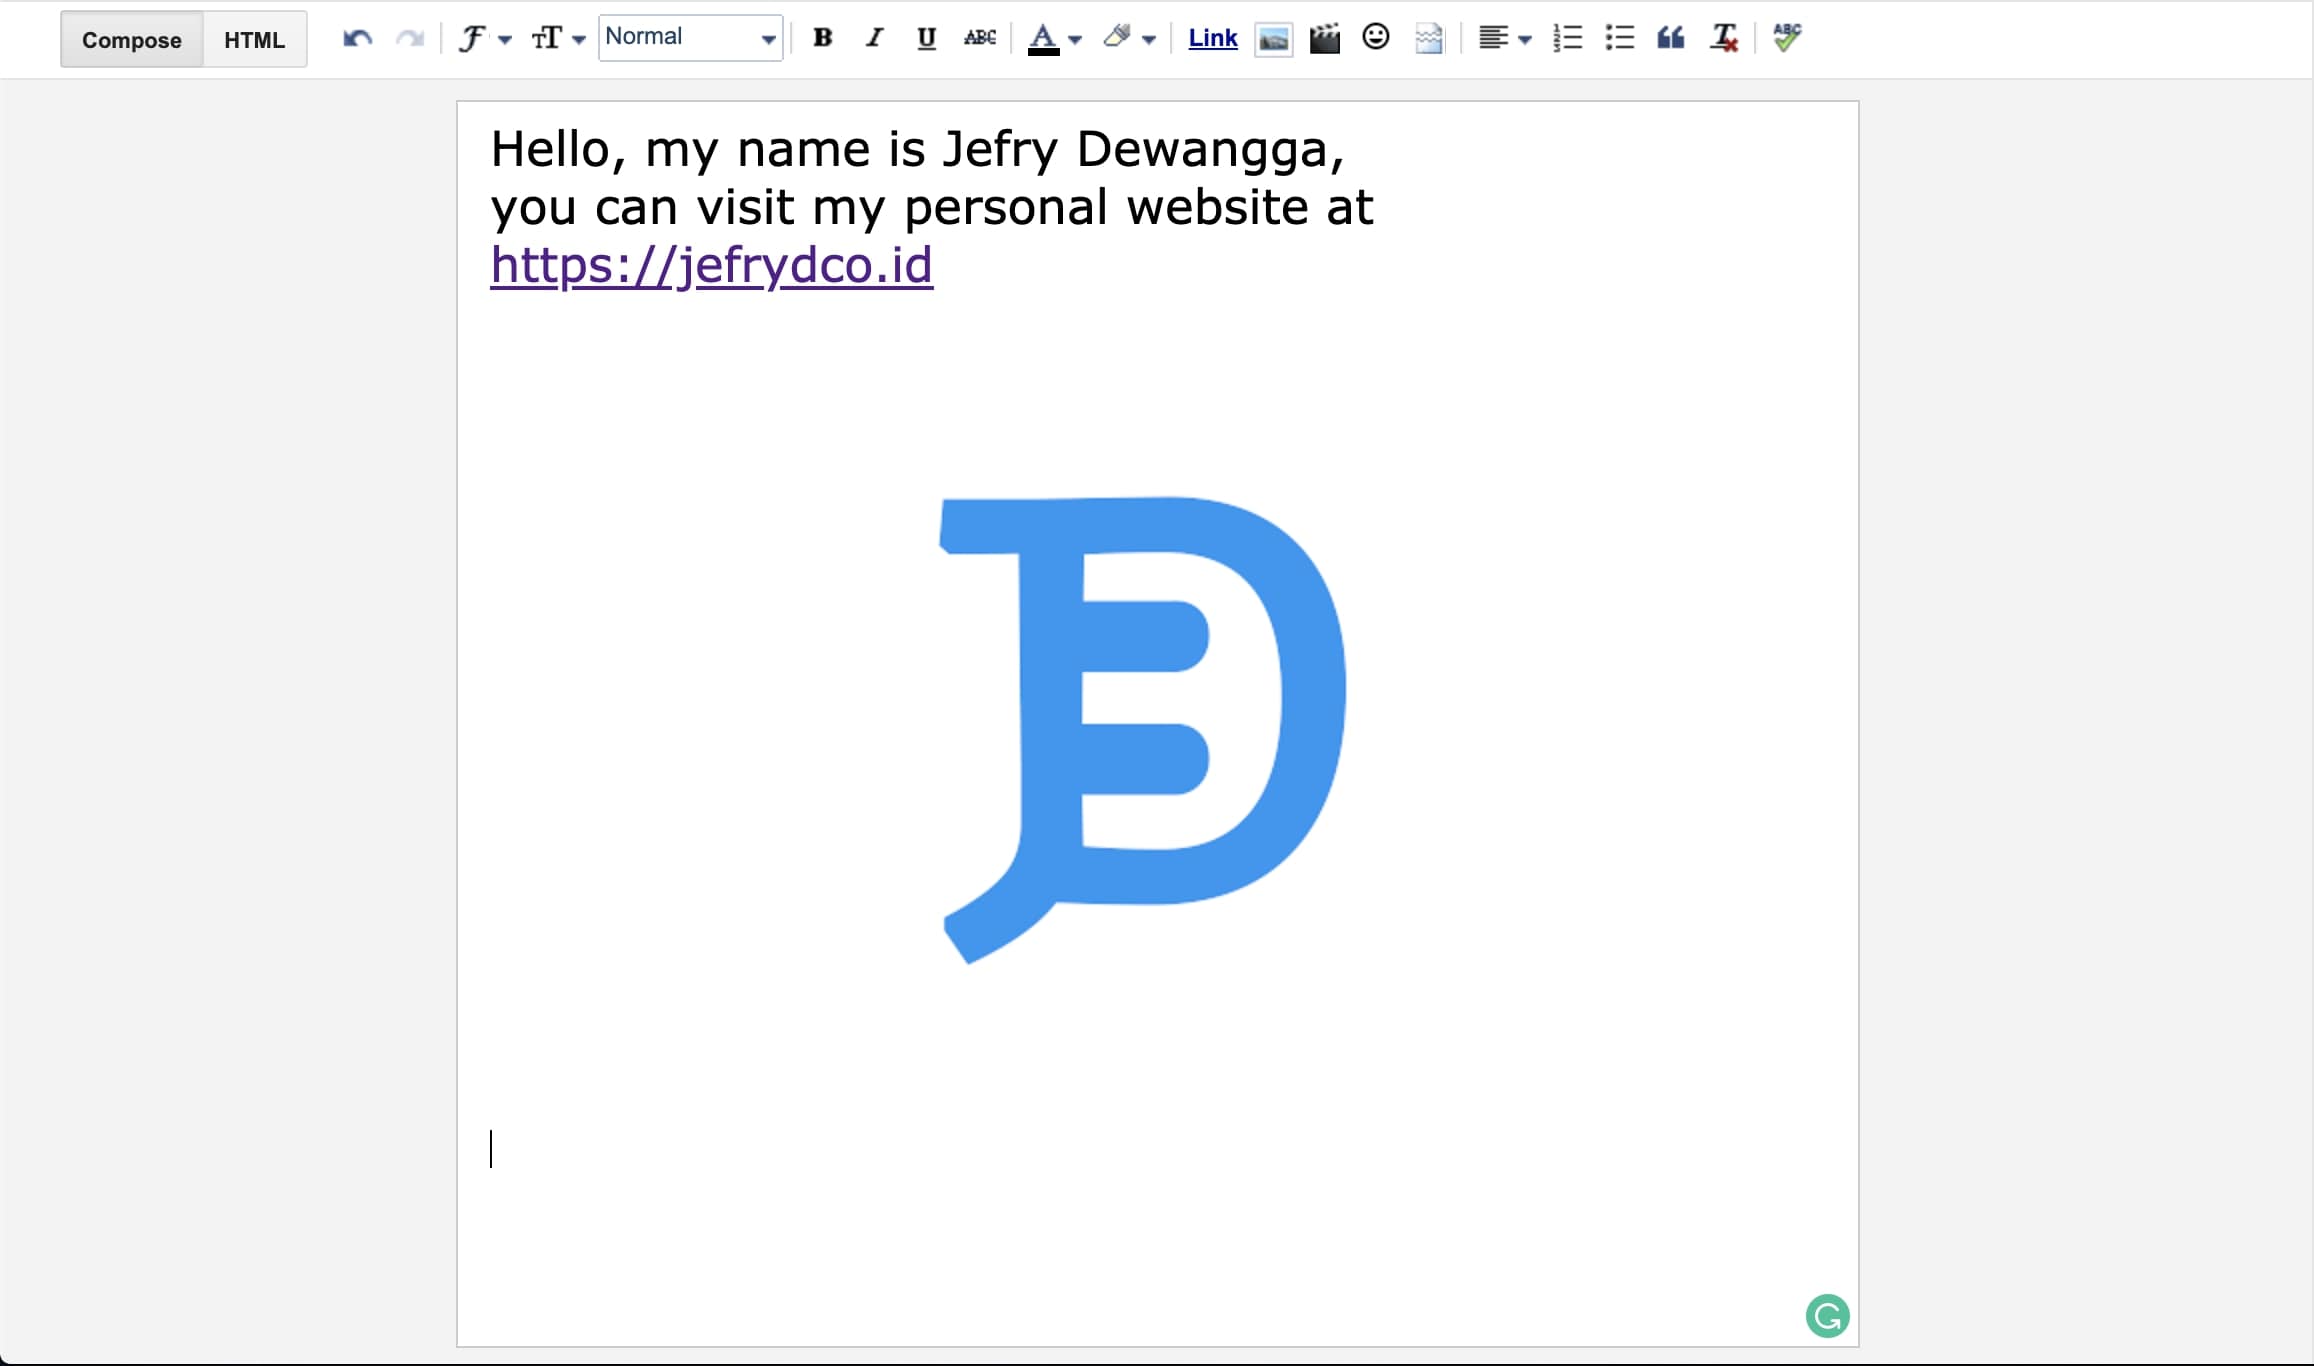 Compose HTML Normal B I U ABC A Link ABC
Hello, my name is Jefry Dewangga,
you can visit my personal website at
https://jefrydco.id